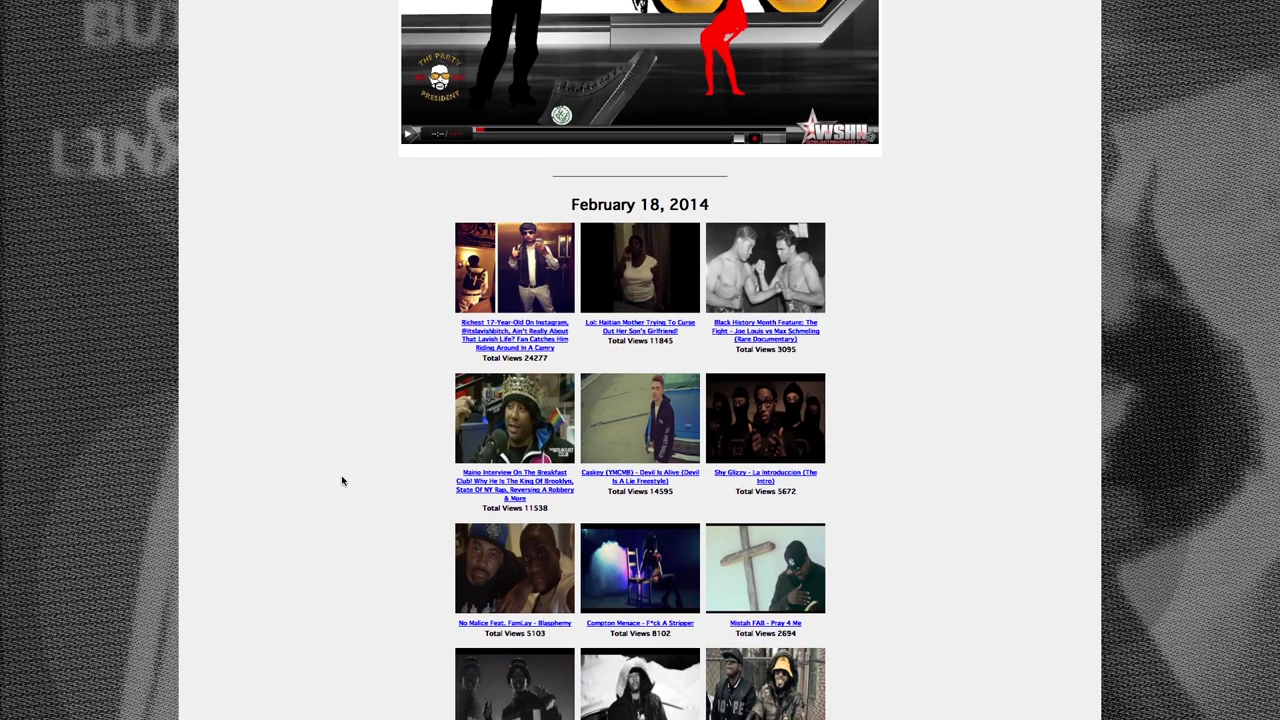 BU
THE PARTY
PRESIDENT
--:-- / --:--
WSHH
February 18, 2014
Richest 17-Year-Old On Instagram,
@itslavishbitch, Ain't Really About
That Lavish Life? Fan Catches Him
Riding Around In A Camry
Total Views 24277
Lol: Haitian Mother Trying To Curse
Out Her Son's Girlfriend!
Total Views 11845
Black History Month Feature: The
Fight - Joe Louis vs Max Schmeling
(Rare Documentary)
Total Views 3095
Maino Interview On The Breakfast
Club! Why He Is The King Of Brooklyn,
State Of NY Rap, Reversing A Robbery
& More
Total Views 11538
Caskey (YMCMB) - Devil Is Alive (Devil
Is A Lie Freestyle)
Total Views 14595
Shy Glizzy - La Introduccion (The
Intro)
Total Views 5672
No Malice Feat. FamLay - Blasphemy
Total Views 5103
Compton Menace - F*ck A Stripper
Total Views 8102
Mistah FAB - Pray 4 Me
Total Views 2694